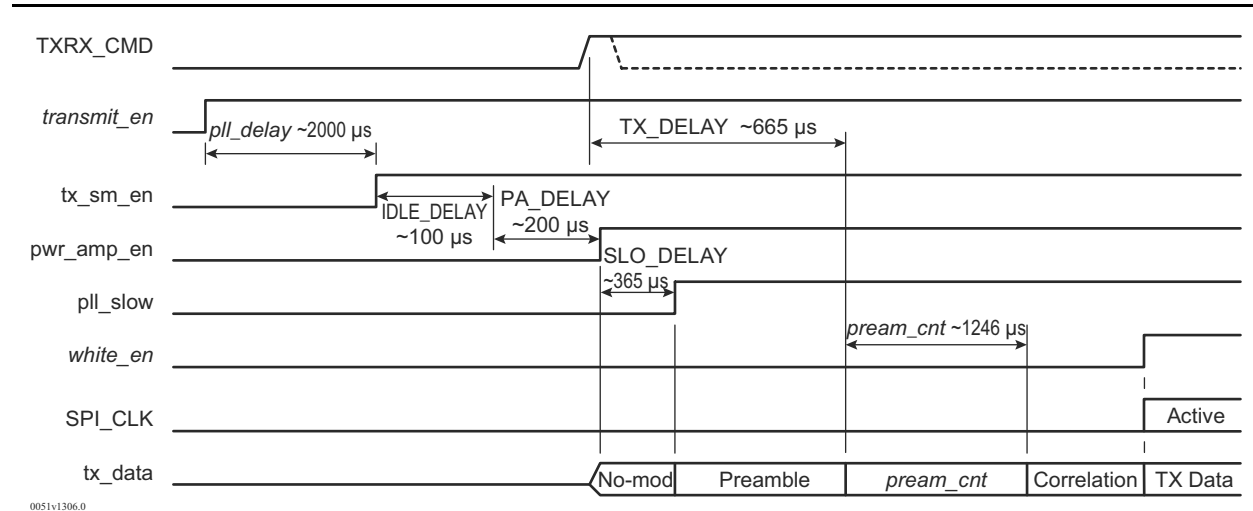 TXRX_CMD
transmit_en
pll_delay ~2000 µs
TX_DELAY ~665 µs
tx_sm_en
IDLE_DELAY
~100 µs
PA_DELAY
~200 µs
pwr_amp_en
SLO_DELAY
~365 µs
pll_slow
pream_cnt ~1246 µs
white_en
SPI_CLK
Active
tx_data
No-mod
Preamble
pream_cnt
Correlation
TX Data
0051v1306.0